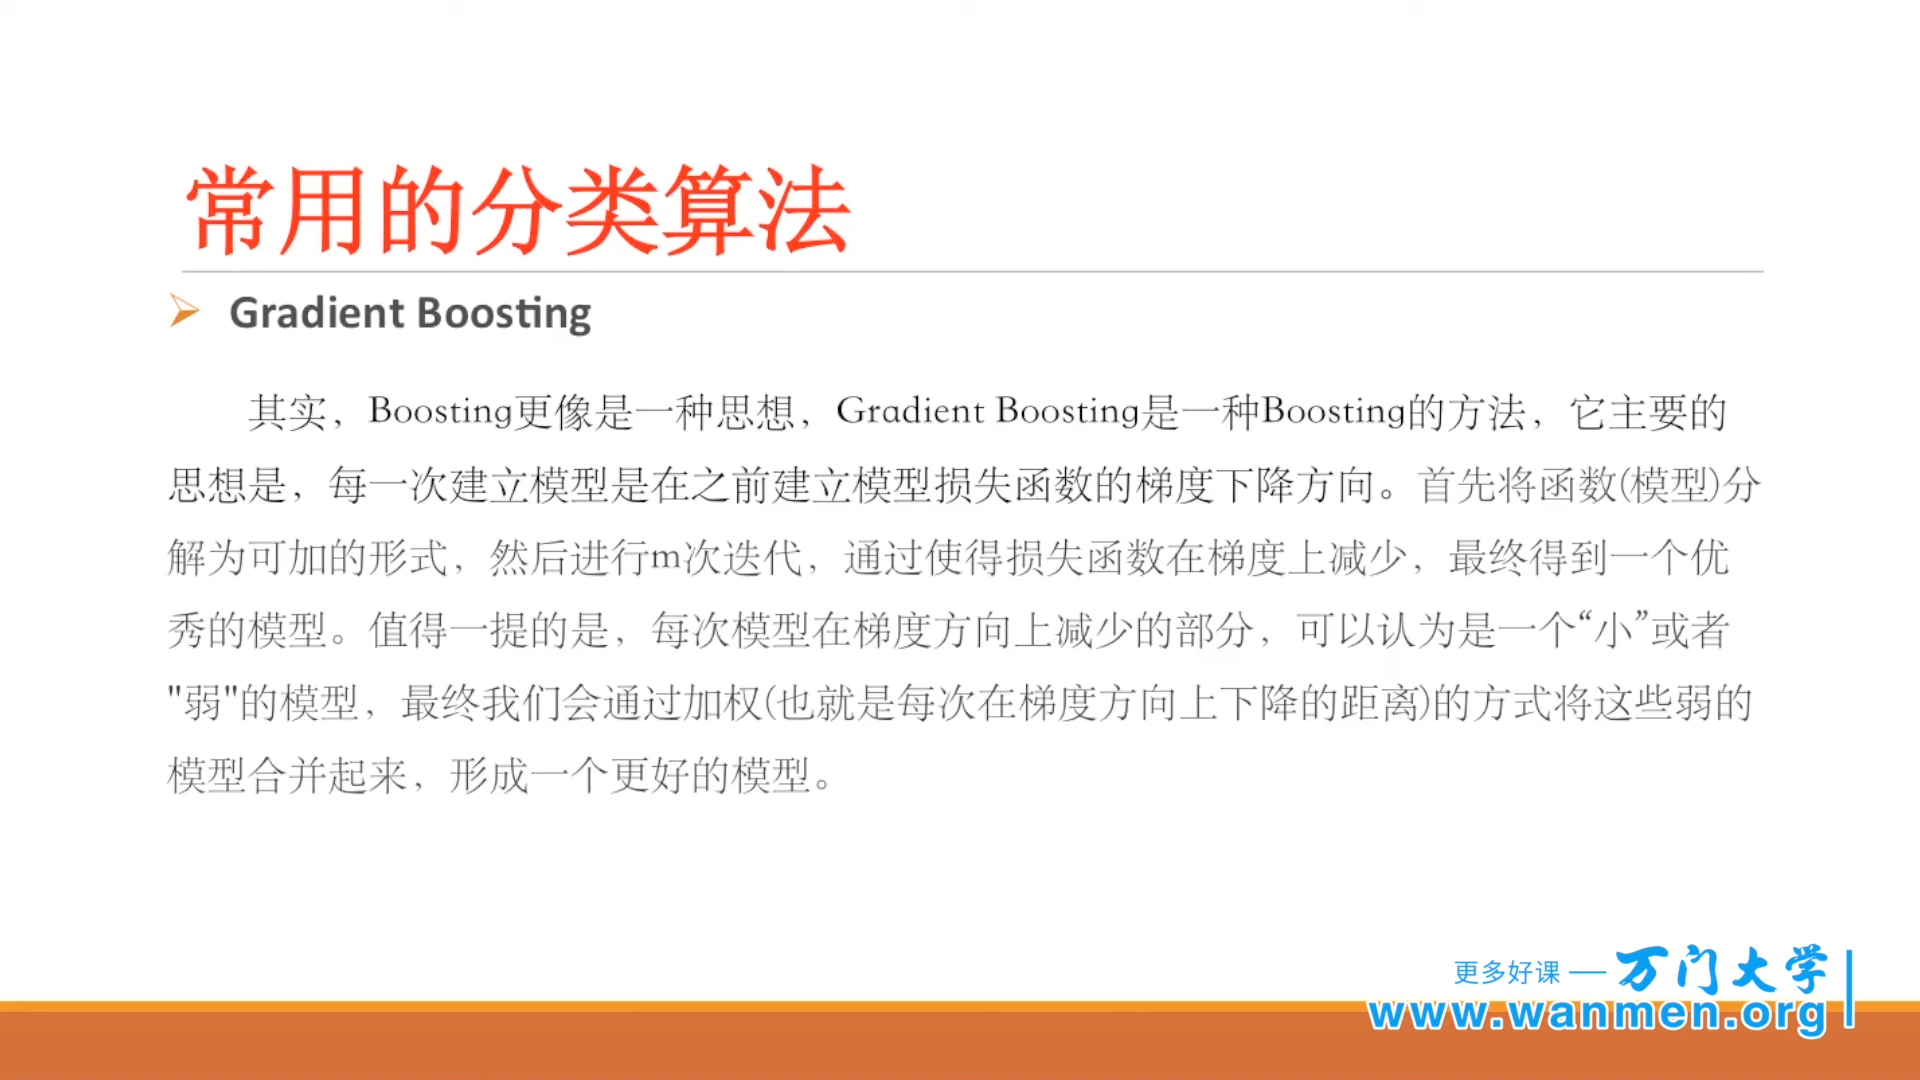 常用的分类算法
Gradient Boosting
其实，Boosting更像是一种思想，Gradient Boosting是一种Boosting的方法，它主要的
思想是，每一次建立模型是在之前建立模型损失函数的梯度下降方向。首先将函数(模型)分
解为可加的形式，然后进行m次迭代，通过使得损失函数在梯度上减少，最终得到一个优
秀的模型。值得一提的是，每次模型在梯度方向上减少的部分，可以认为是一个“小”或者
"弱"的模型，最终我们会通过加权(也就是每次在梯度方向上下降的距离)的方式将这些弱的
模型合并起来，形成一个更好的模型。
更多好课 — 万门大学
www.wanmen.org